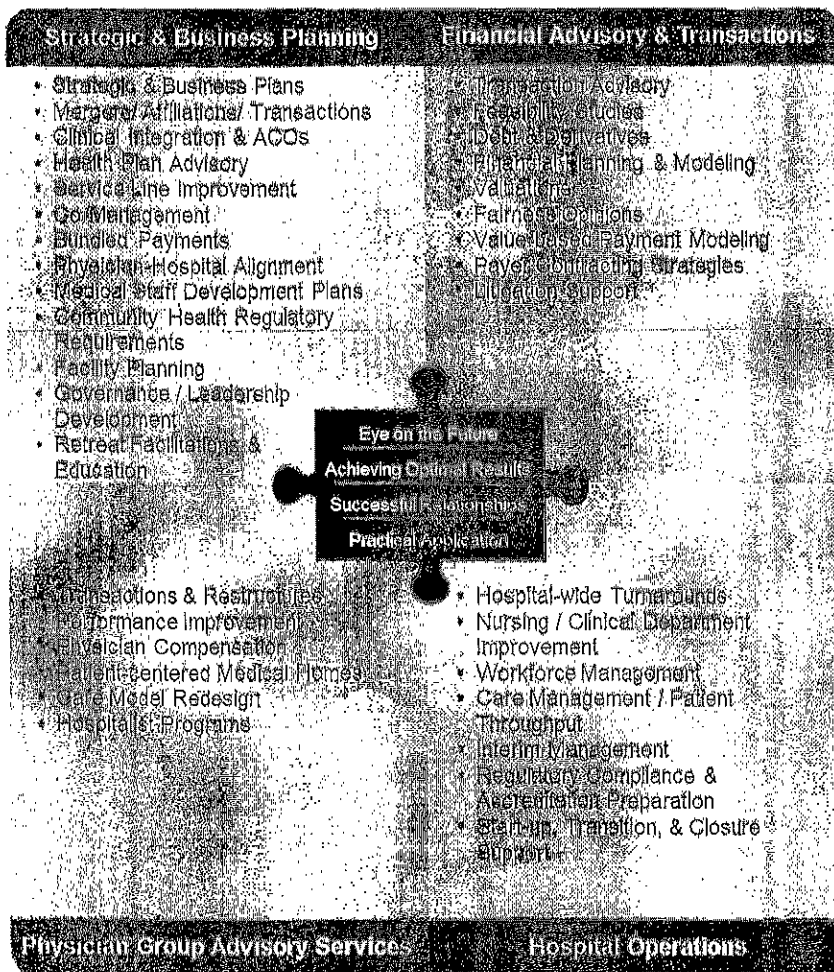 Strategic & Business Planning
• Strategic & Business Plans
• Mergers/ Affiliations/ Transactions
• Clinical Integration & ACOs
• Health Plan Advisory
• Service Line Improvement
• Co-Management
• Bundled Payments
• Physician-Hospital Alignment
• Medical Staff Development Plans
• Community Health Regulatory
Requirements
• Facility Planning
• Governance / Leadership
Development
• Retreat Facilitations &
Education
Financial Advisory & Transactions
• Transaction Advisory
• Feasibility Studies
• Debt & Derivatives
• Financial Planning & Modeling
• Valuations
• Fairness Opinions
• Value-based Payment Modeling
• Payer Contracting Strategies
• Litigation Support
Eye on the Future
Achieving Optimal Results
Successful Relationships
Practical Application
• Transactions & Restructures
• Performance Improvement
• Physician Compensation
• Patient-centered Medical Homes
• Care Model Redesign
• Hospitalist Programs
Physician Group Advisory Services
• Hospital-wide Turnarounds
• Nursing / Clinical Department
Improvement
• Workforce Management
• Care Management / Patient
Throughput
• Interim Management
• Regulatory Compliance &
Accreditation Preparation
• Start-up, Transition, & Closure
Support
Hospital Operations